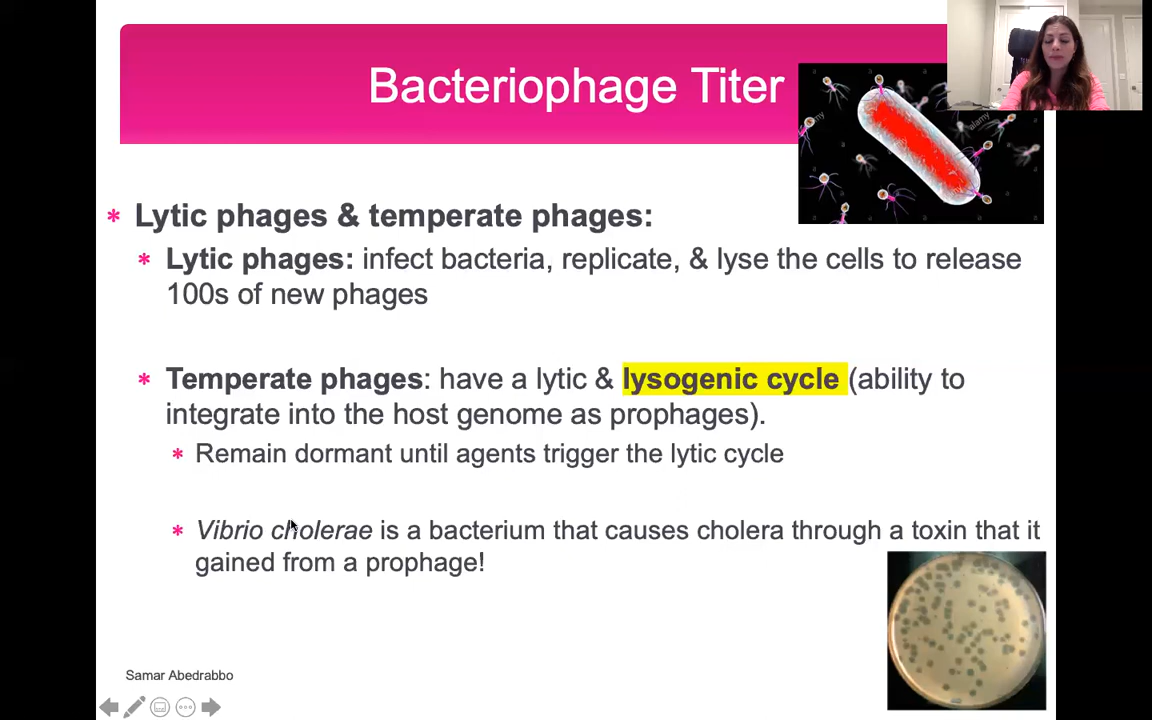 Bacteriophage Titer
alamy
* Lytic phages & temperate phages:
* Lytic phages: infect bacteria, replicate, & lyse the cells to release
100s of new phages
* Temperate phages: have a lytic & lysogenic cycle (ability to
integrate into the host genome as prophages).
* Remain dormant until agents trigger the lytic cycle
* Vibrio cholerae is a bacterium that causes cholera through a toxin that it
gained from a prophage!
Samar Abedrabbo